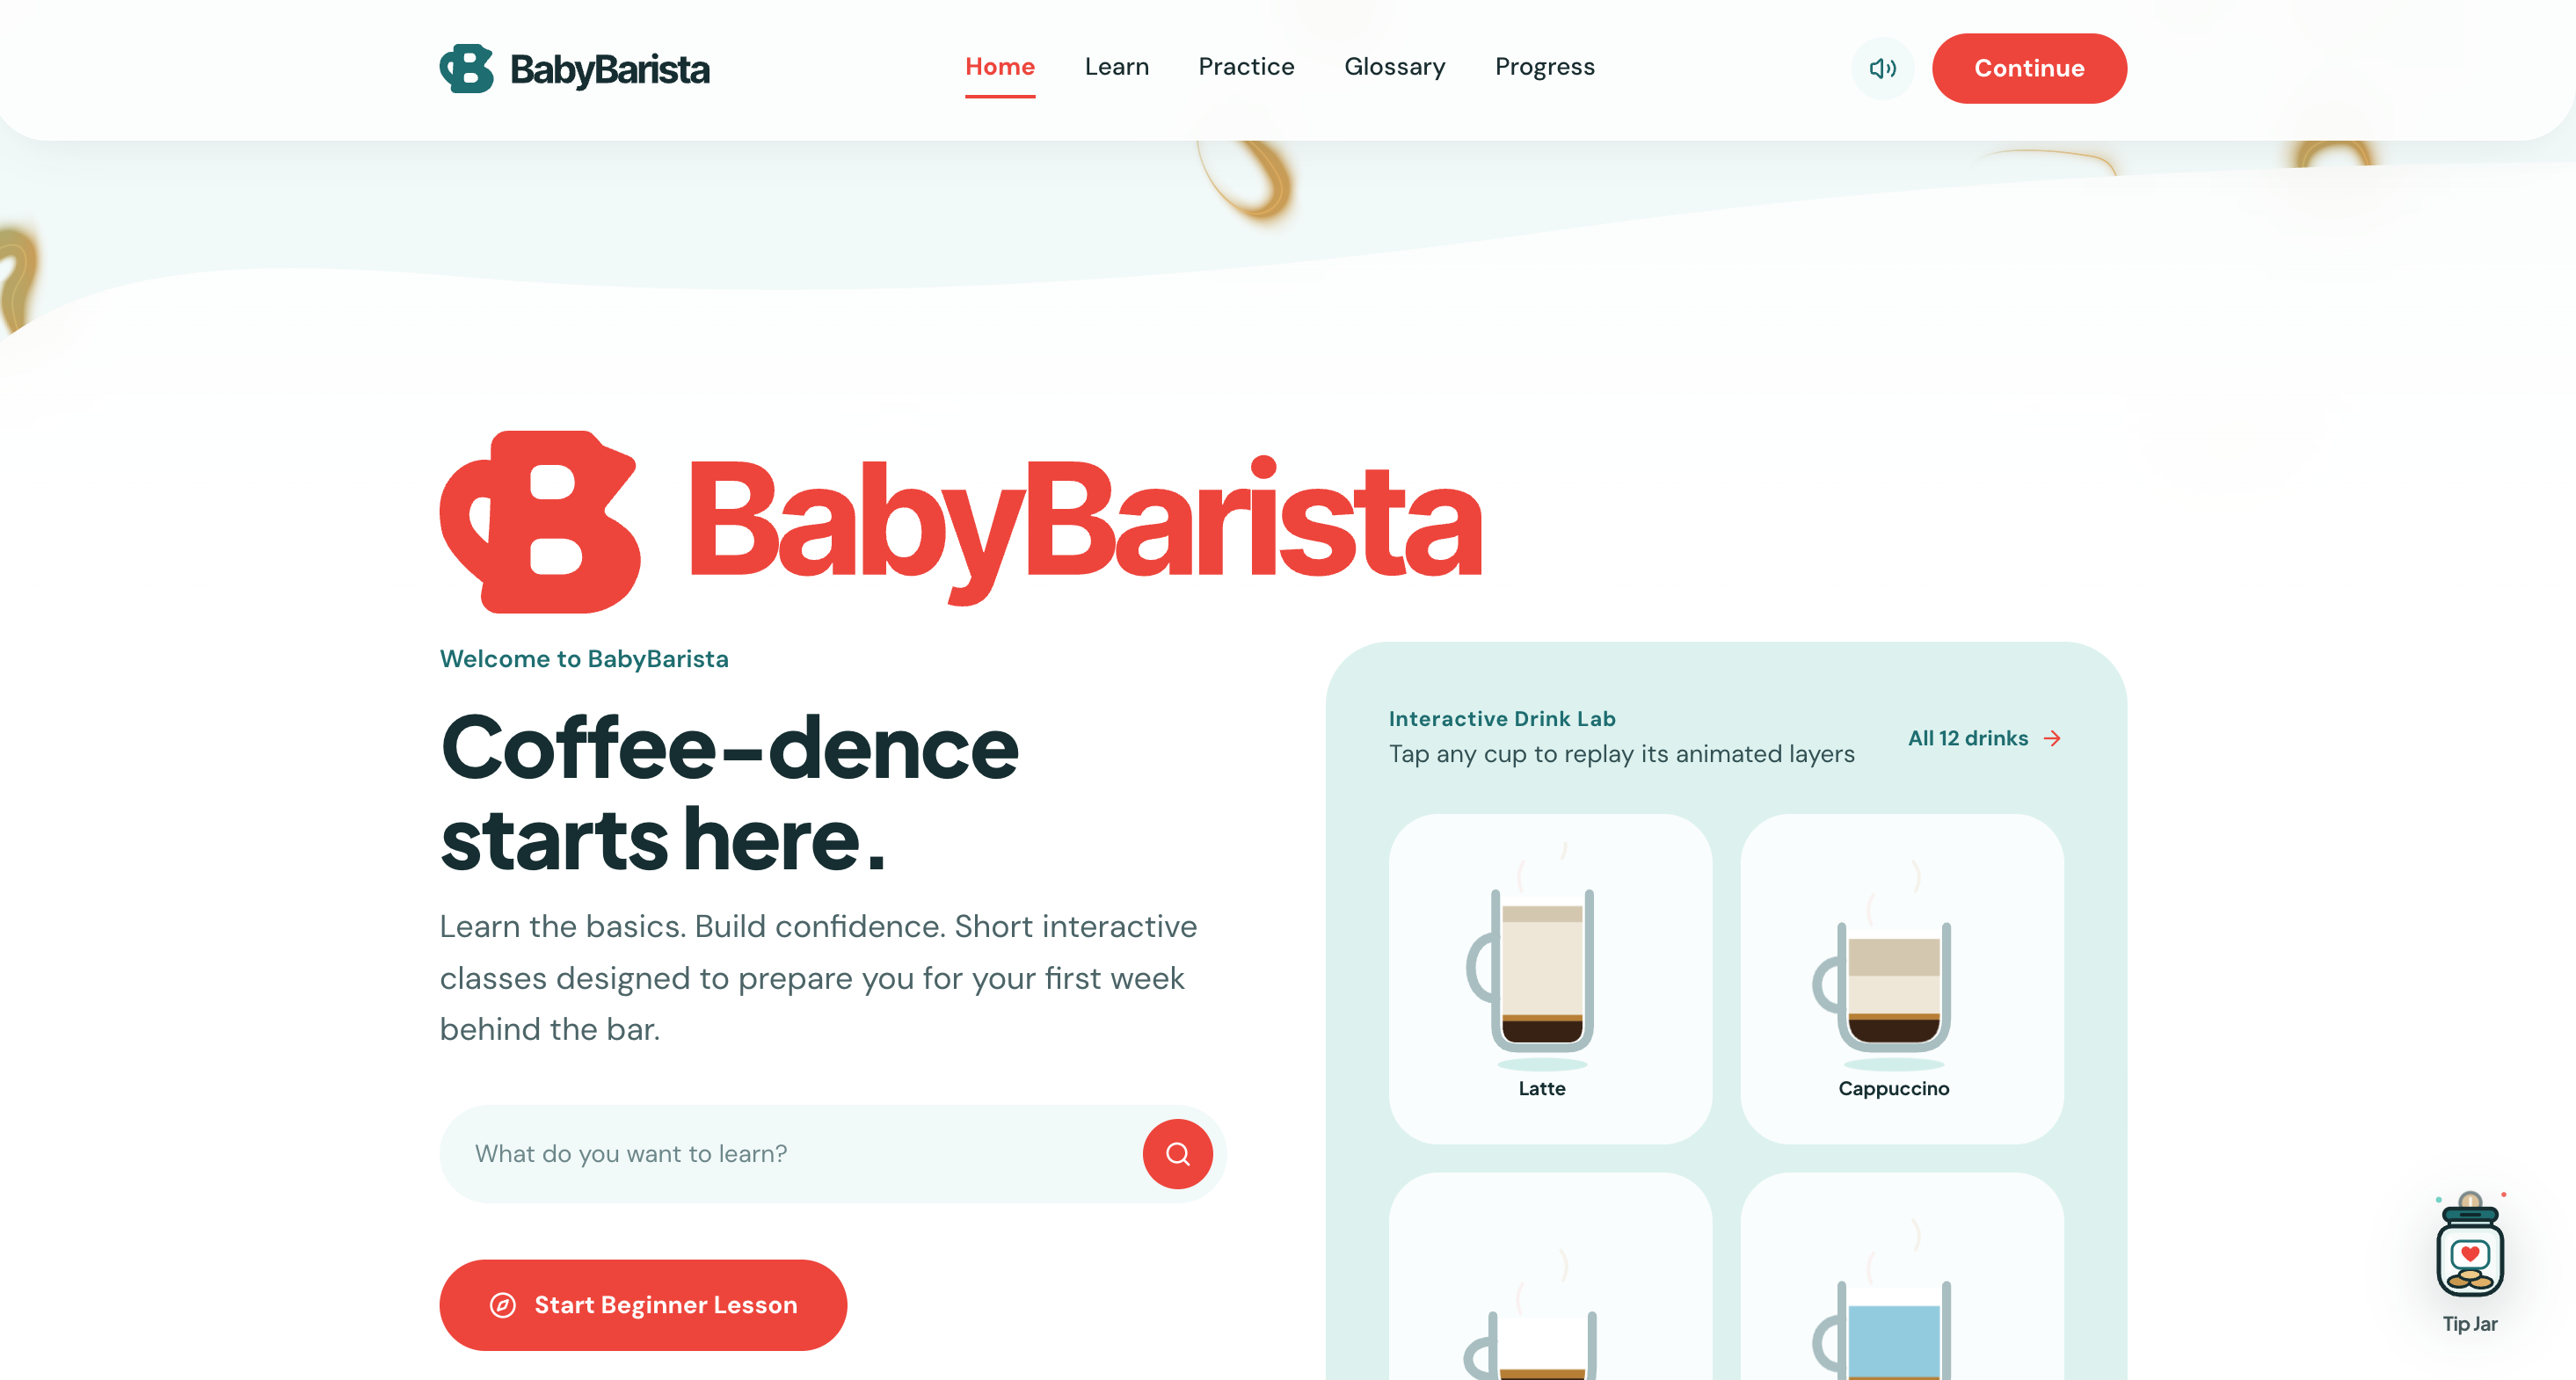 BabyBarista
Home
Learn
Practice
Glossary
Progress
Continue
BabyBarista
Welcome to BabyBarista
Coffee-dence
starts here.
Learn the basics. Build confidence. Short interactive
classes designed to prepare you for your first week
behind the bar.
What do you want to learn?
Start Beginner Lesson
Interactive Drink Lab
Tap any cup to replay its animated layers
All 12 drinks
Latte
Cappuccino
Tip Jar